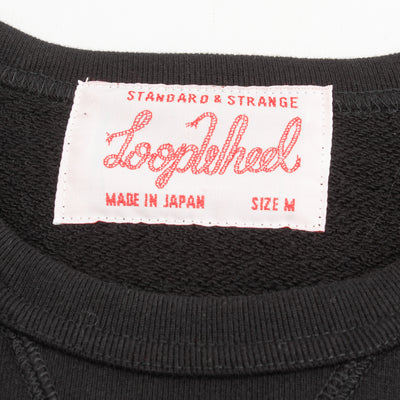 STANDARD & STRANGE
LoopWheel
MADE IN JAPAN SIZE M